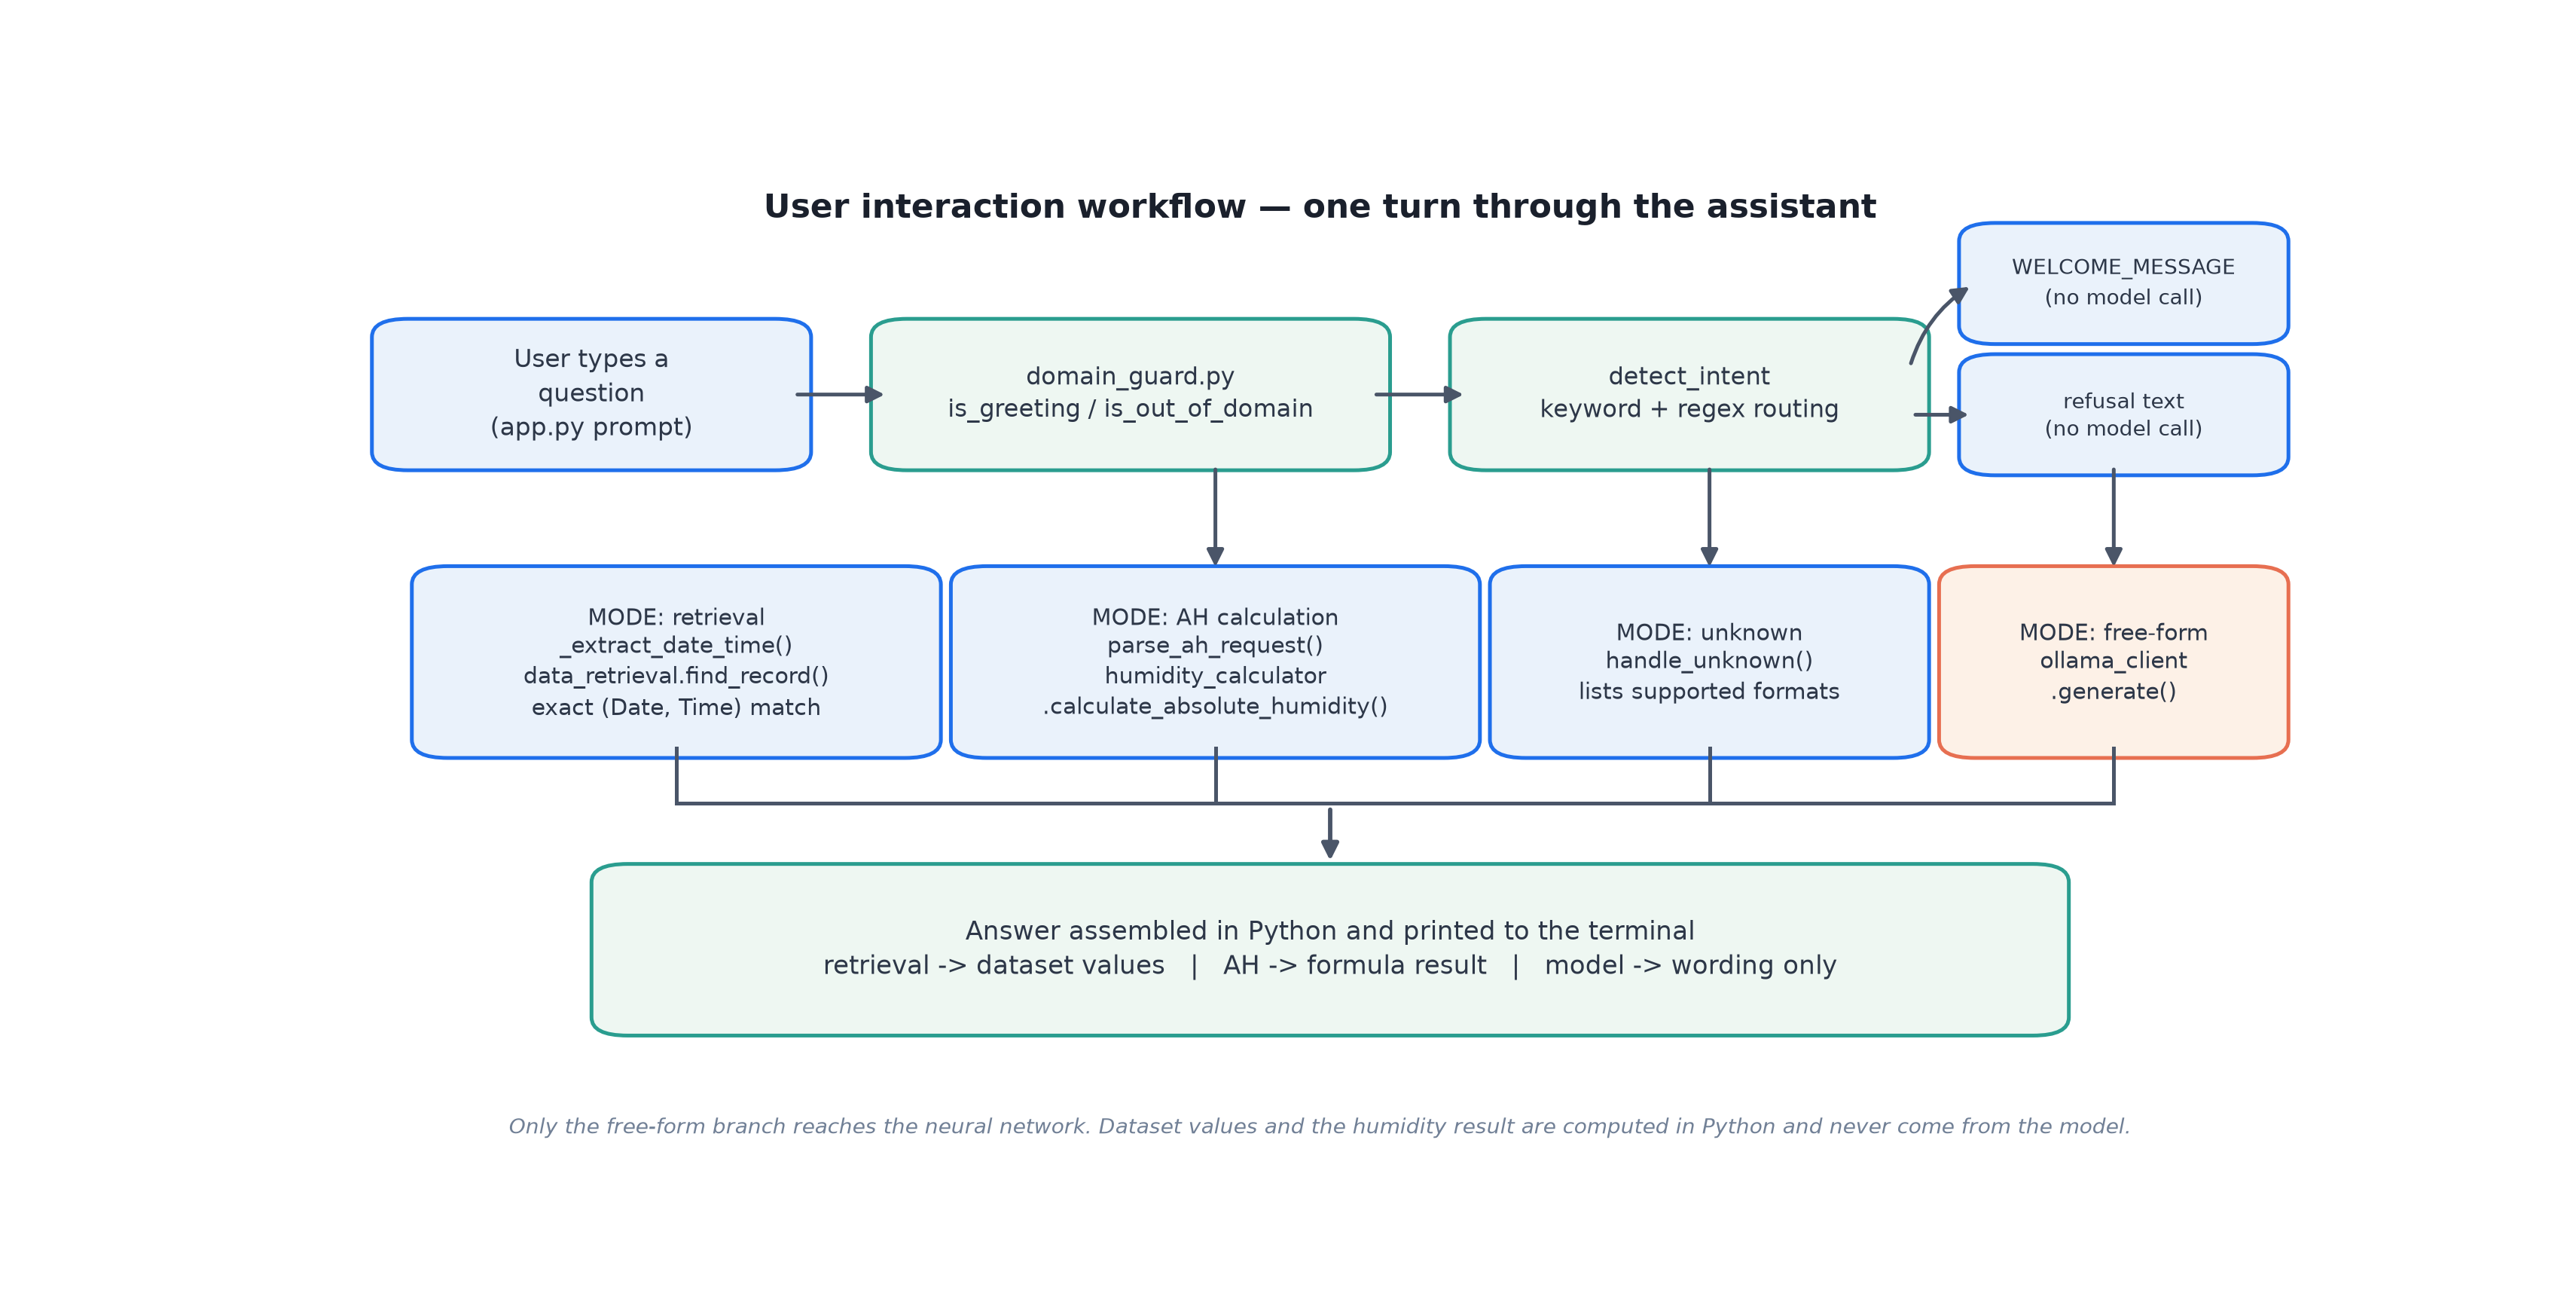 User interaction workflow — one turn through the assistant
WELCOME_MESSAGE
(no model call)
User types a
question
(app.py prompt)
domain_guard.py
is_greeting / is_out_of_domain
detect_intent
keyword + regex routing
refusal text
(no model call)
MODE: retrieval
_extract_date_time()
data_retrieval.find_record()
exact (Date, Time) match
MODE: AH calculation
parse_ah_request()
humidity_calculator
.calculate_absolute_humidity()
MODE: unknown
handle_unknown()
lists supported formats
MODE: free-form
ollama_client
.generate()
Answer assembled in Python and printed to the terminal
retrieval -> dataset values | AH -> formula result | model -> wording only
Only the free-form branch reaches the neural network. Dataset values and the humidity result are computed in Python and never come from the model.